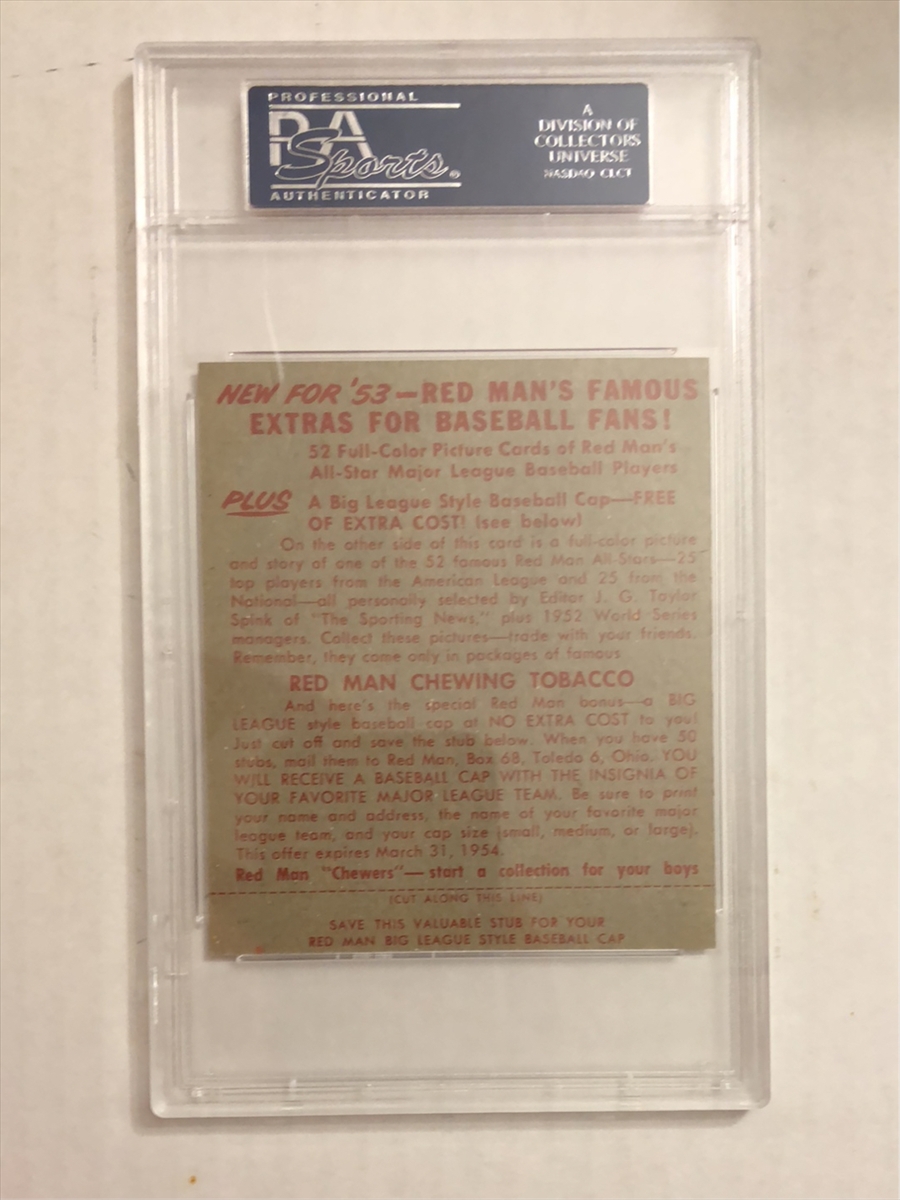 PROFESSIONAL
PSA
Sports®
AUTHENTICATOR
A
DIVISION OF
COLLECTORS
UNIVERSE
NASDAQ CLCT
NEW FOR '53—RED MAN'S FAMOUS
EXTRAS FOR BASEBALL FANS!
52 Full-Color Picture Cards of Red Man's
All-Star Major League Baseball Players
PLUS A Big League Style Baseball Cap—FREE
OF EXTRA COST! (see below)
On the other side of this card is a full-color picture
and story of one of the 52 famous Red Man All-Stars—25
top players from the American League and 25 from the
National—all personally selected by Editor J. G. Taylor
Spink of "The Sporting News," plus 1952 World Series
managers. Collect these pictures—trade with your friends.
Remember, they come only in packages of famous
RED MAN CHEWING TOBACCO
And here's the special Red Man bonus—a BIG
LEAGUE style baseball cap at NO EXTRA COST to you!
Just cut off and save the stub below. When you have 50
stubs, mail them to Red Man, Box 68, Toledo 6, Ohio. YOU
WILL RECEIVE A BASEBALL CAP WITH THE INSIGNIA OF
YOUR FAVORITE MAJOR LEAGUE TEAM. Be sure to print
your name and address, the name of your favorite major
league team, and your cap size (small, medium, or large).
This offer expires March 31, 1954.
Red Man "Chewers"—start a collection for your boys
(CUT ALONG THIS LINE)
SAVE THIS VALUABLE STUB FOR YOUR
RED MAN BIG LEAGUE STYLE BASEBALL CAP